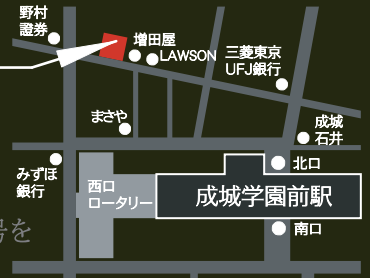 野村
證券
増田屋
LAWSON
三菱東京
UFJ銀行
まさや
成城
石井
みずほ
銀行
西口
ロータリー
北口
成城学園前駅
南口
号を